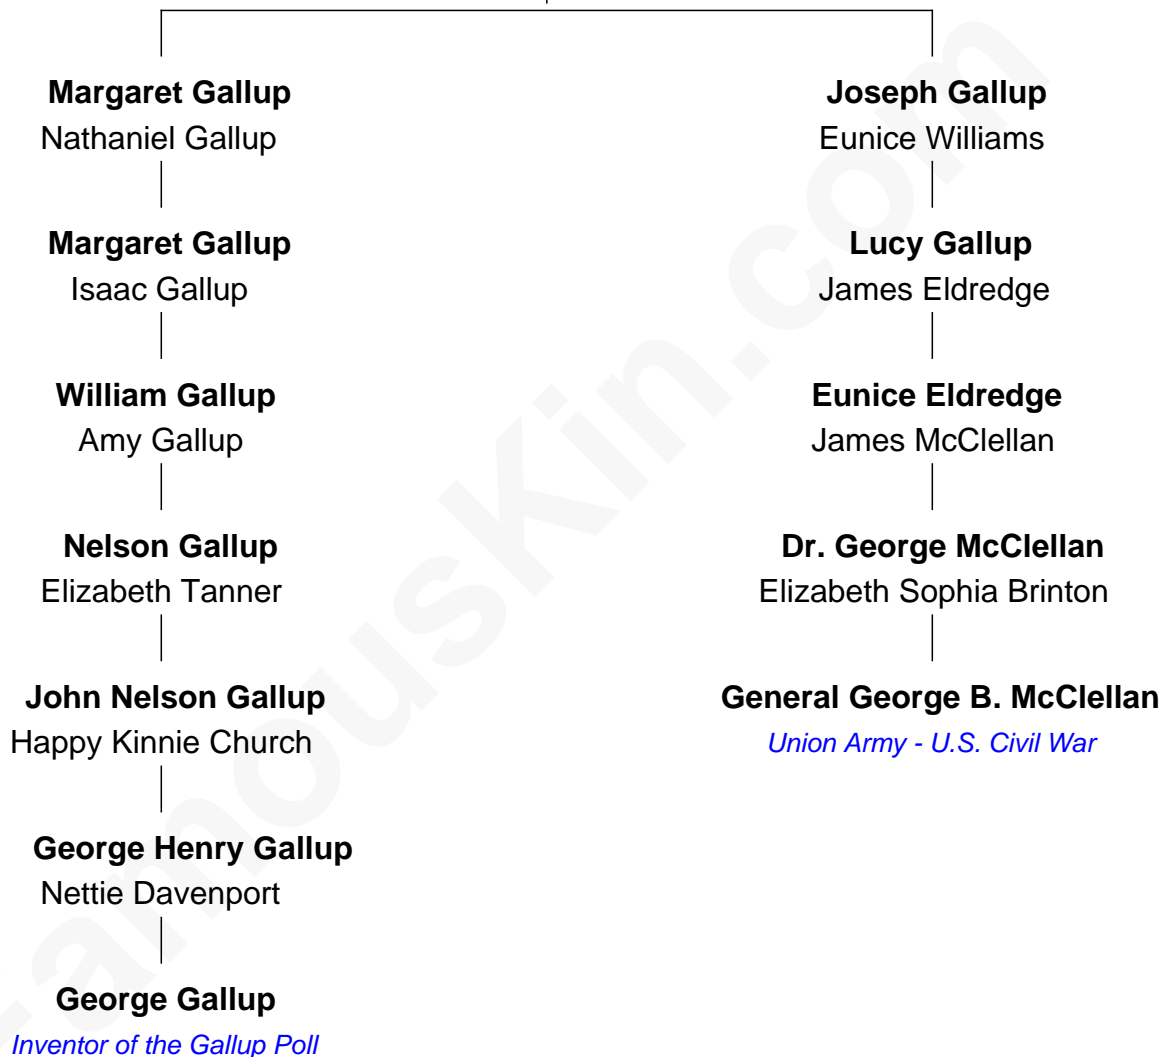 Margaret Gallup
Nathaniel Gallup
Margaret Gallup
Isaac Gallup
William Gallup
Amy Gallup
Nelson Gallup
Elizabeth Tanner
John Nelson Gallup
Happy Kinnie Church
George Henry Gallup
Nettie Davenport
George Gallup
Inventor of the Gallup Poll
Joseph Gallup
Eunice Williams
Lucy Gallup
James Eldredge
Eunice Eldredge
James McClellan
Dr. George McClellan
Elizabeth Sophia Brinton
General George B. McClellan
Union Army - U.S. Civil War
FamousKin.com